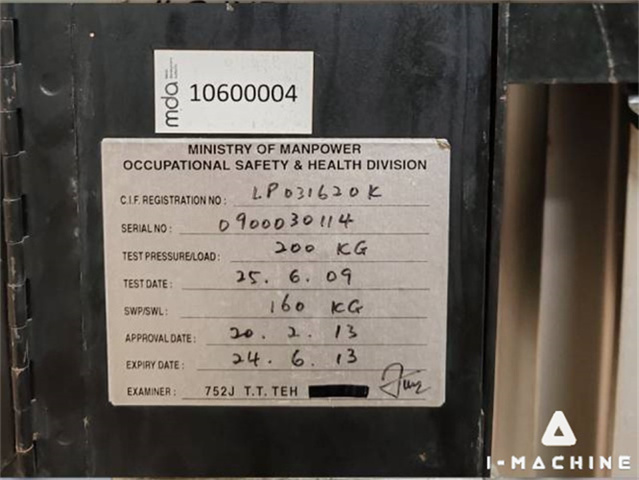 mda
10600004
MINISTRY OF MANPOWER
OCCUPATIONAL SAFETY & HEALTH DIVISION
C.I.F. REGISTRATION NO : LP031620K
SERIAL NO : 0900030114
TEST PRESSURE/LOAD : 200 KG
TEST DATE : 25. 6. 09
SWP/SWL : 160 KG
APPROVAL DATE : 20. 2. 13
EXPIRY DATE : 24. 6. 13
EXAMINER : 752J T.T. TEH
I-MACHINE